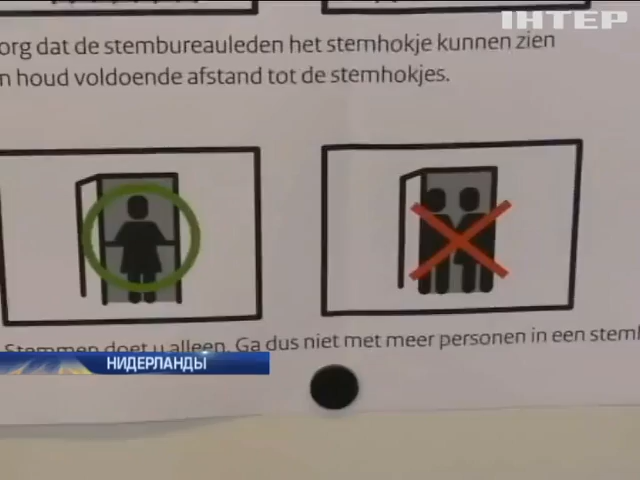 ІНТЕР
org dat de stembureauleden het stemhokje kunnen zien
n houd voldoende afstand tot de stemhokjes.
Stemmen doet u alleen. Ga dus niet met meer personen in een stemh
НИДЕРЛАНДЫ